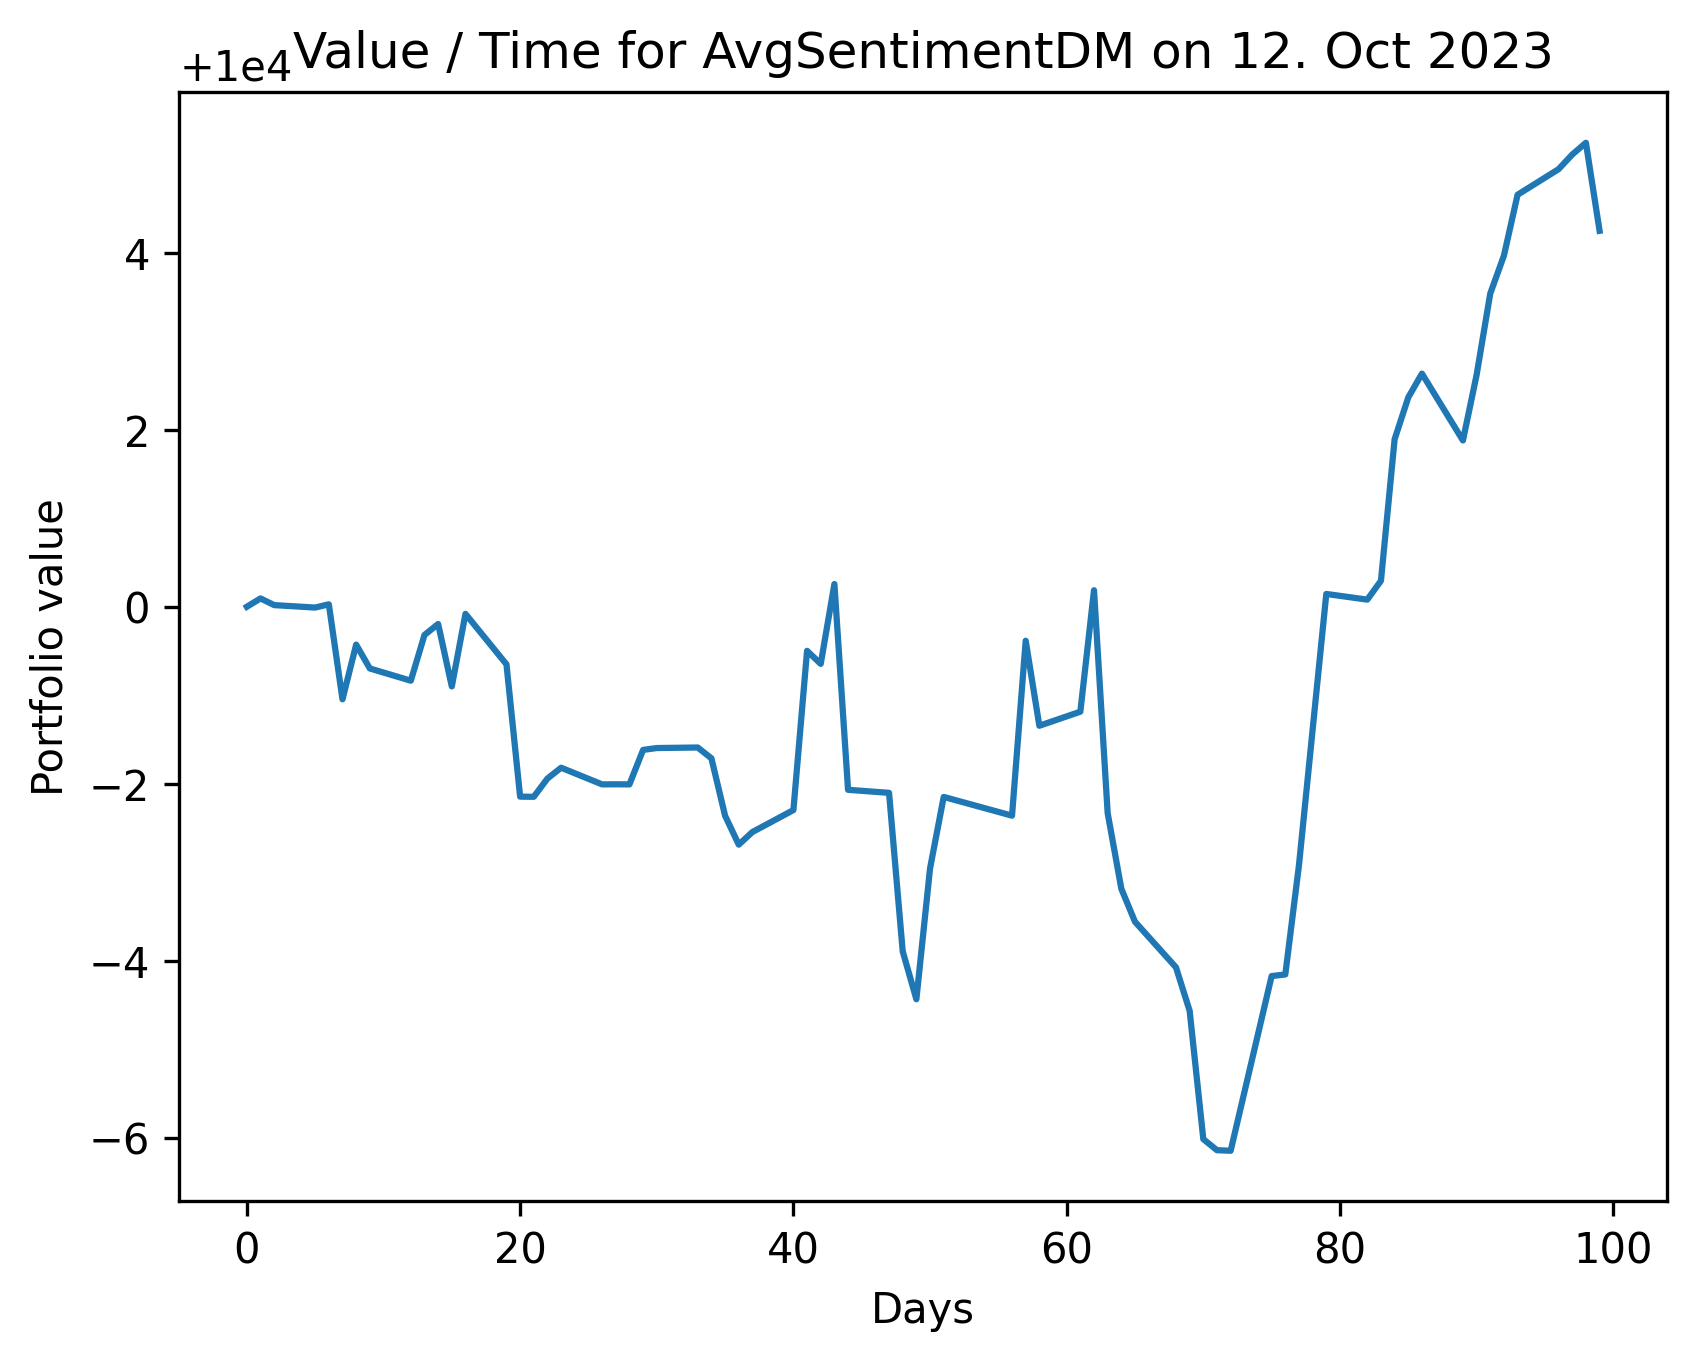 +1e4
Value / Time for AvgSentimentDM on 12. Oct 2023
Portfolio value
4
2
0
−2
−4
−6
0 20 40 60 80 100
Days